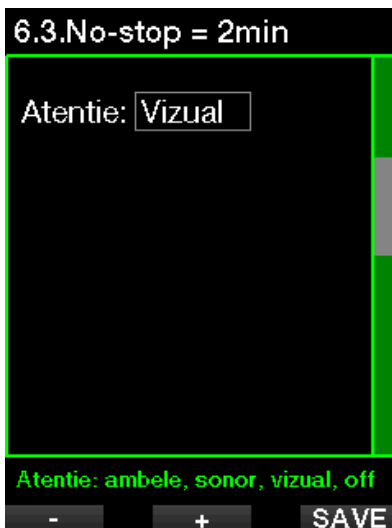 6.3.No-stop = 2min
Atentie: Vizual
Atentie: ambele, sonor, vizual, off
- + SAVE